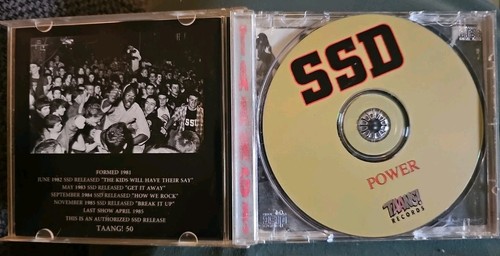 FORMED 1981
JUNE 1982 SSD RELEASED "THE KIDS WILL HAVE THEIR SAY"
MAY 1983 SSD RELEASED "GET IT AWAY"
SEPTEMBER 1984 SSD RELEASED "HOW WE ROCK"
NOVEMBER 1985 SSD RELEASED "BREAK IT UP"
LAST SHOW APRIL 1985
THIS IS AN AUTHORIZED SSD RELEASE
TAANG! 50
SSD
POWER
TAANG!
RECORDS